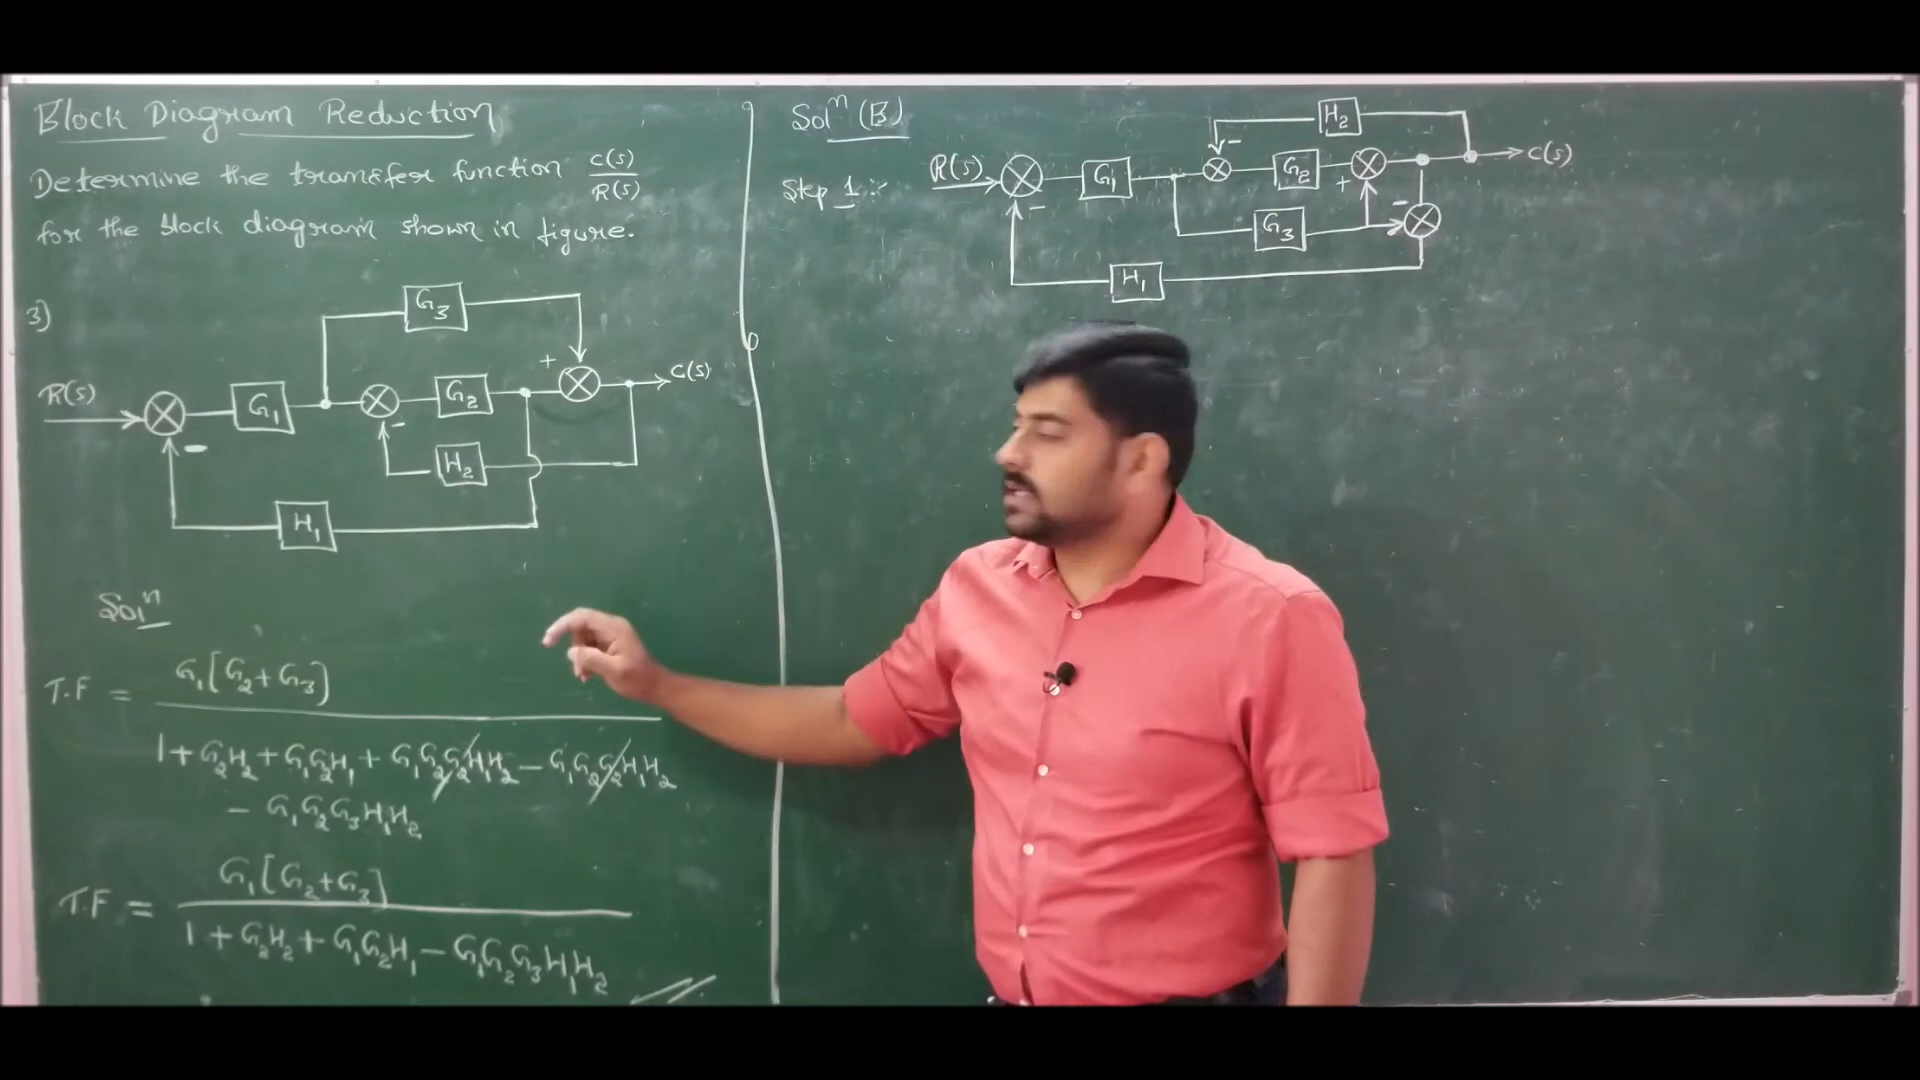 Block Diagram Reduction
Determine the transfer function C(s)/R(s)
for the block diagram shown in figure.
3)
G3
+
R(s)
G1
G2
C(s)
-
-
H2
H1
Solⁿ
T.F = G1[G2+G3]
1+G2H2+G1G2H1+G1G2G2H1H2-G1G2G2H1H2
-G1G2G3H1H2
T.F = G1[G2+G3]
1+G2H2+G1G2H1-G1G2G3H1H2
Solⁿ(B)
Step 1:-
H2
-
R(s)
G1
G2
C(s)
-
+
-
G3
H1